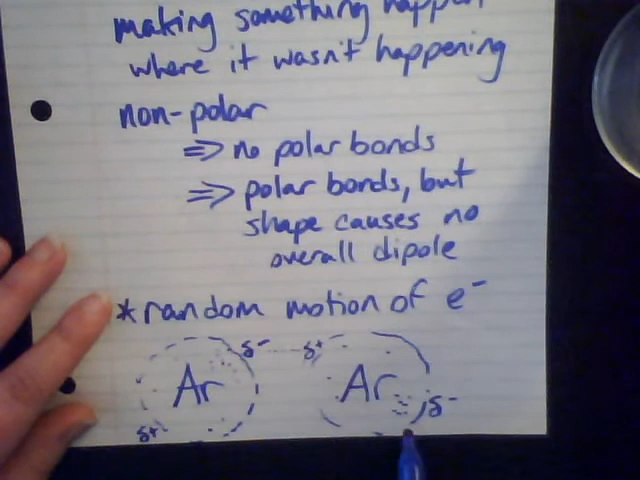 making something happen
where it wasn't happening
non-polar
⇒ no polar bonds
⇒ polar bonds, but
shape causes no
overall dipole
*random motion of e⁻
δ⁻ δ⁺
Ar Ar
δ⁺ δ⁻